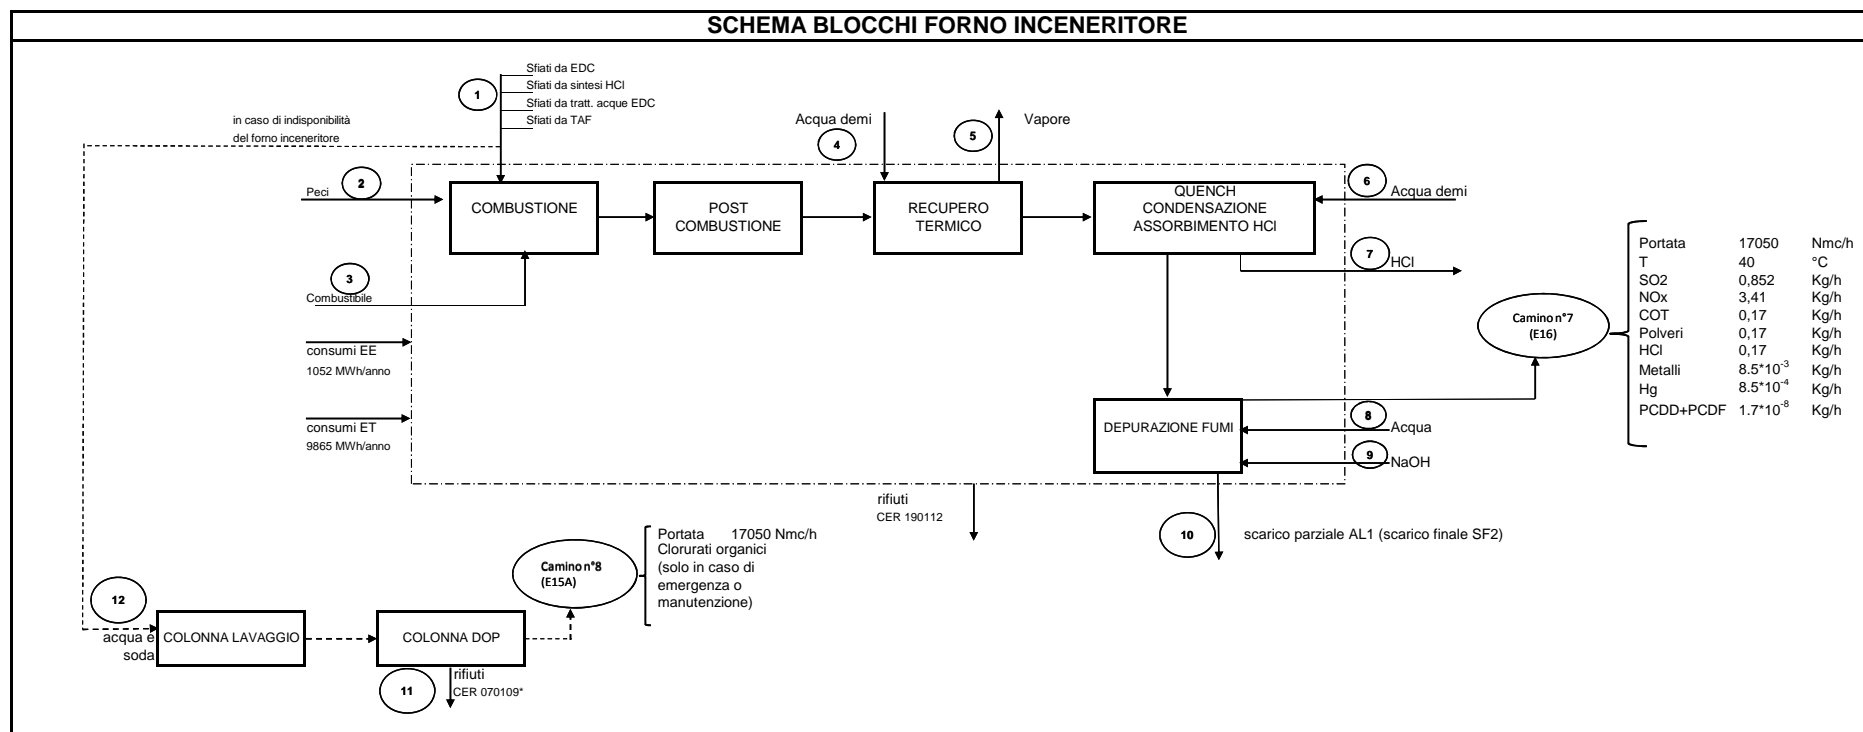 SCHEMA BLOCCHI FORNO INCENERITORE
1
Sfiati da EDC
Sfiati da sintesi HCl
Sfiati da tratt. acque EDC
Sfiati da TAF
in caso di indisponibilità
del forno inceneritore
Acqua demi
4
5
Vapore
2
Peci
COMBUSTIONE
POST
COMBUSTIONE
RECUPERO
TERMICO
QUENCH
CONDENSAZIONE
ASSORBIMENTO HCl
6
Acqua demi
7
HCl
3
Combustibile
consumi EE
1052 MWh/anno
consumi ET
9865 MWh/anno
Camino n°7
(E16)
Portata 17050 Nmc/h
T 40 °C
SO2 0,852 Kg/h
NOx 3,41 Kg/h
COT 0,17 Kg/h
Polveri 0,17 Kg/h
HCl 0,17 Kg/h
Metalli 8.5*10-3 Kg/h
Hg 8.5*10-4 Kg/h
PCDD+PCDF 1.7*10-8 Kg/h
DEPURAZIONE FUMI
8
Acqua
9
NaOH
rifiuti
CER 190112
10
scarico parziale AL1 (scarico finale SF2)
Camino n°8
(E15A)
Portata 17050 Nmc/h
Clorurati organici
(solo in caso di
emergenza o
manutenzione)
12
acqua e
soda
COLONNA LAVAGGIO
COLONNA DOP
11
rifiuti
CER 070109*